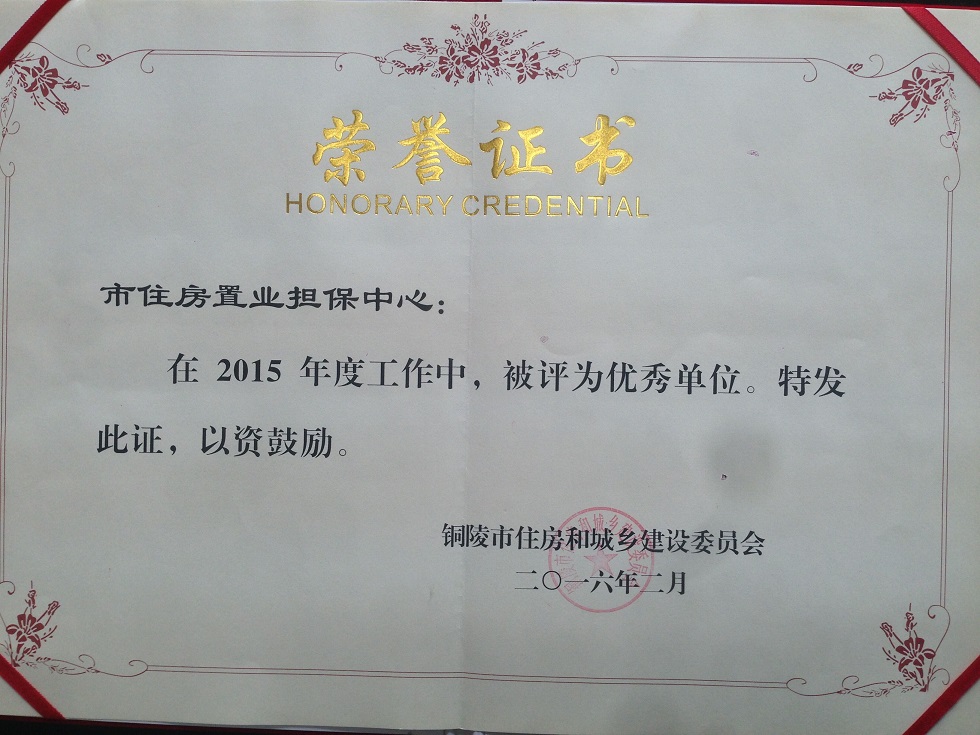 荣誉证书
HONORARY CREDENTIAL
市住房置业担保中心：
在 2015 年度工作中，被评为优秀单位。特发
此证，以资鼓励。
铜陵市住房和城乡建设委员会
二〇一六年二月